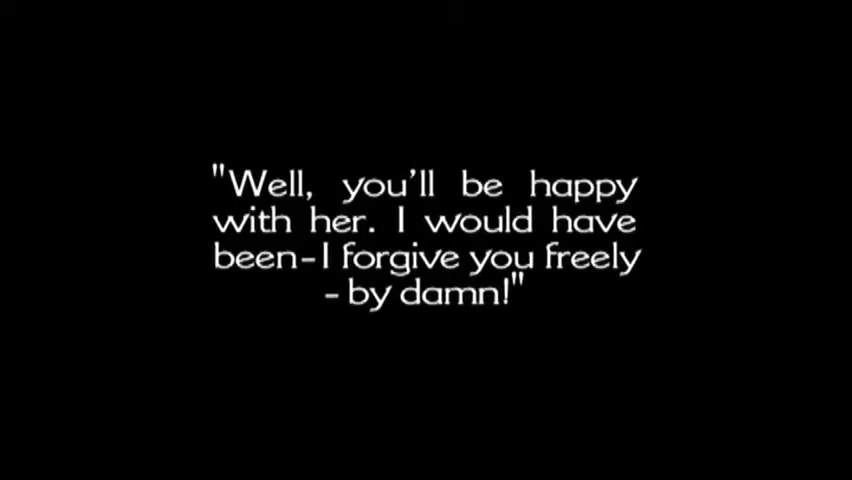 "Well, you'll be happy
with her. I would have
been-I forgive you freely
- by damn!"